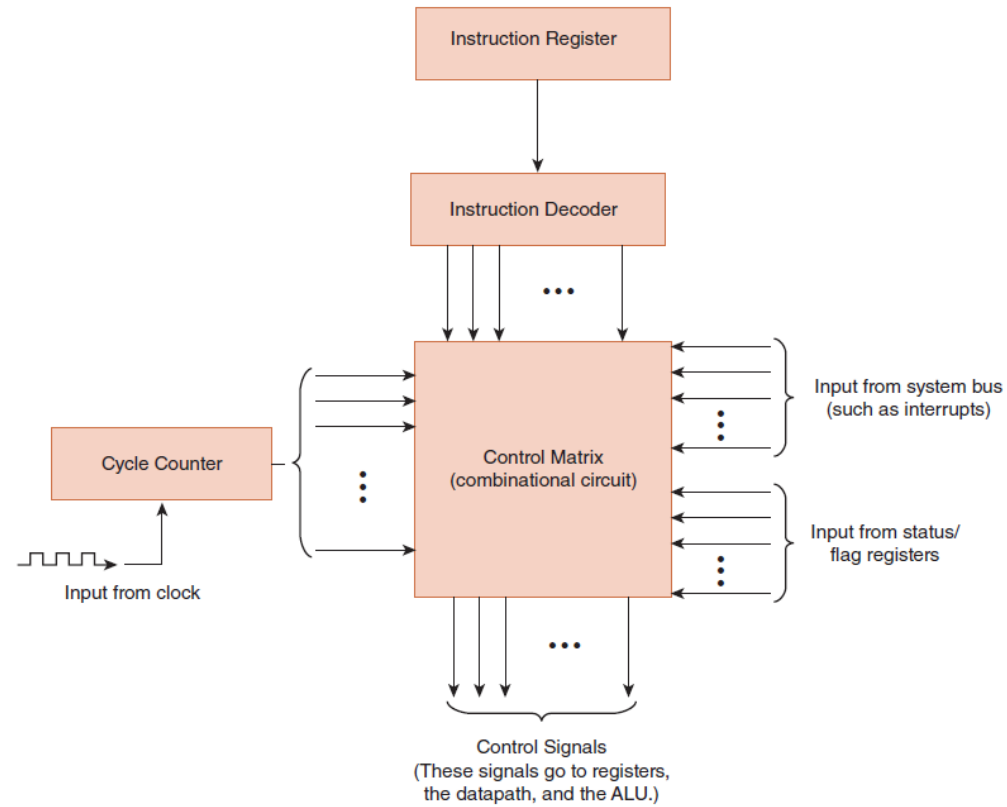 Instruction Register
Instruction Decoder
Input from system bus
(such as interrupts)
Cycle Counter
Control Matrix
(combinational circuit)
Input from status/
flag registers
Input from clock
Control Signals
(These signals go to registers,
the datapath, and the ALU.)